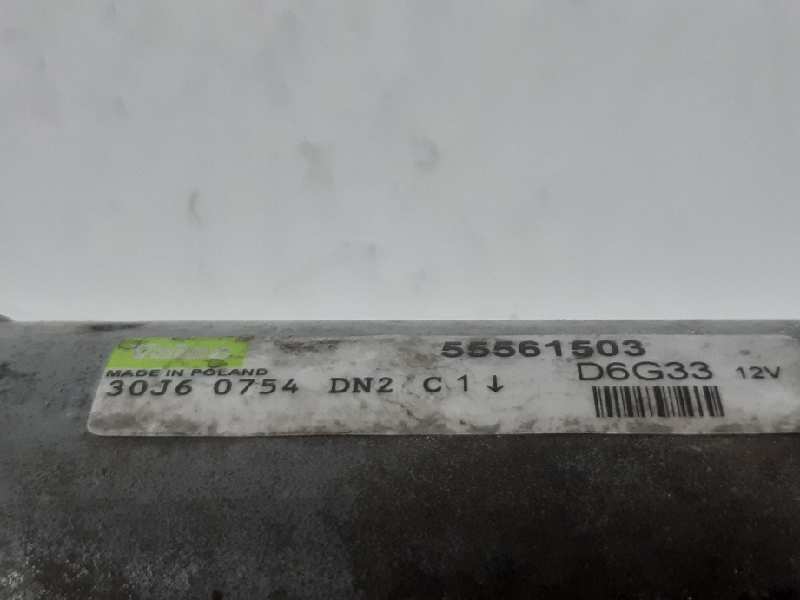 55561503
MADE IN POLAND
D6G33 12V
30J6 0754 DN2 C1↓